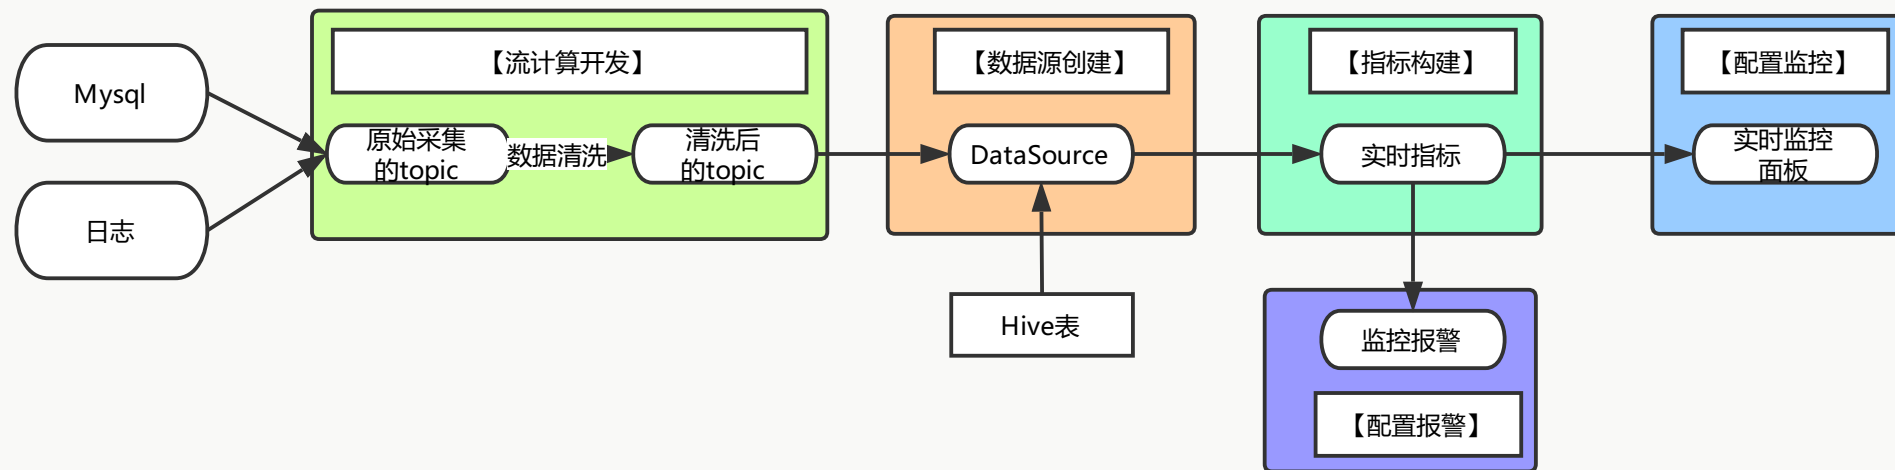 Mysql
日志
【流计算开发】
原始采集
的topic
数据清洗
清洗后
的topic
【数据源创建】
DataSource
Hive表
【指标构建】
实时指标
监控报警
【配置报警】
【配置监控】
实时监控
面板